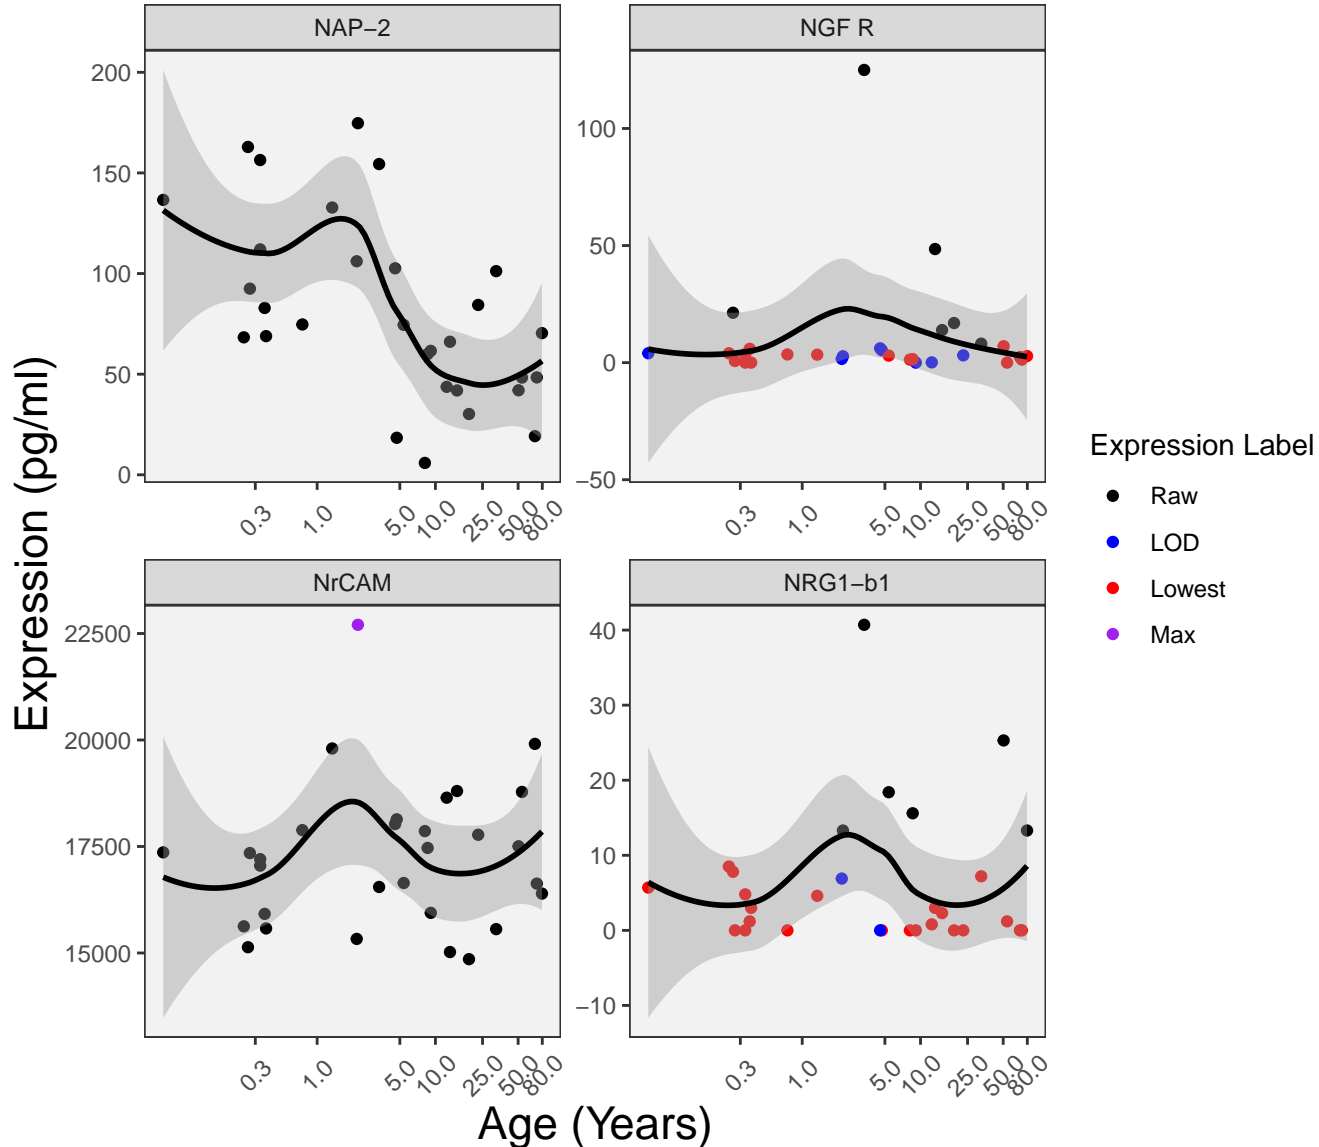 NAP−2
NGF R
200
150
100
50
0
100
50
0
−50
0.3 1.0 5.0 10.0 25.0 50.0 80.0
0.3 1.0 5.0 10.0 25.0 50.0 80.0
NrCAM
NRG1−b1
22500
20000
17500
15000
40
30
20
10
0
−10
0.3 1.0 5.0 10.0 25.0 50.0 80.0
0.3 1.0 5.0 10.0 25.0 50.0 80.0
Expression (pg/ml)
Age (Years)
Expression Label
Raw
LOD
Lowest
Max